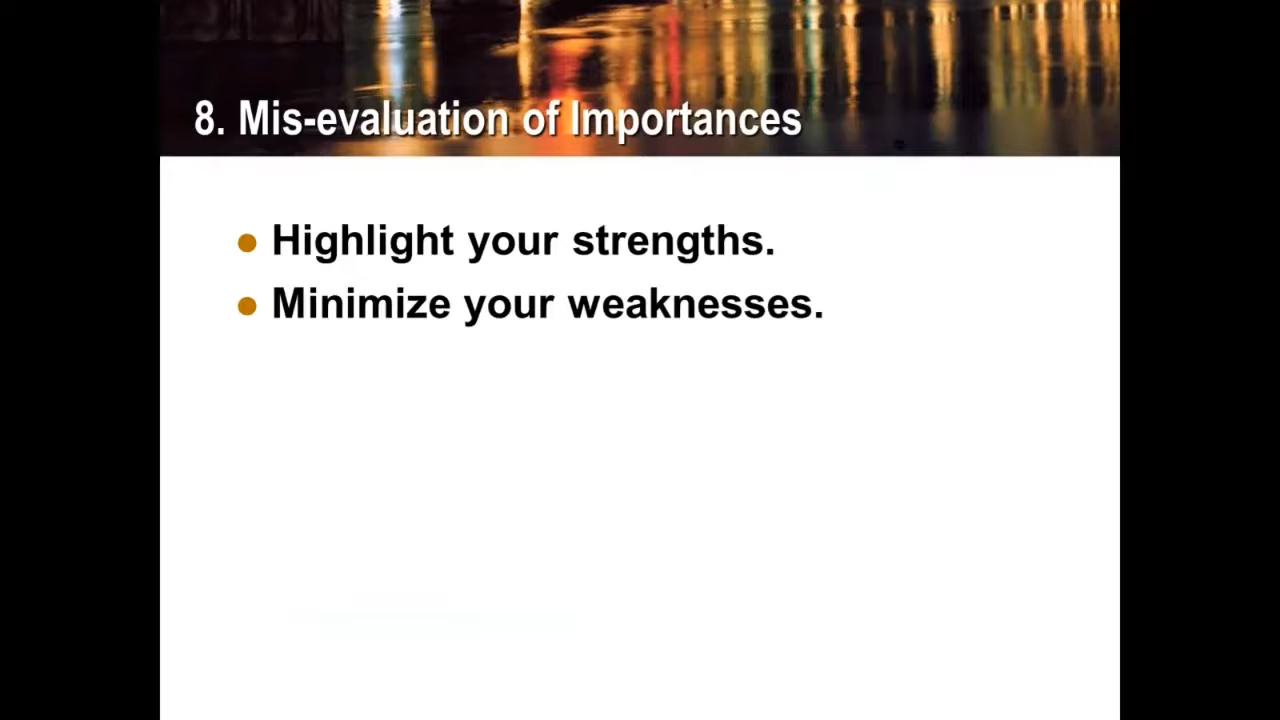 8. Mis-evaluation of Importances
Highlight your strengths.
Minimize your weaknesses.